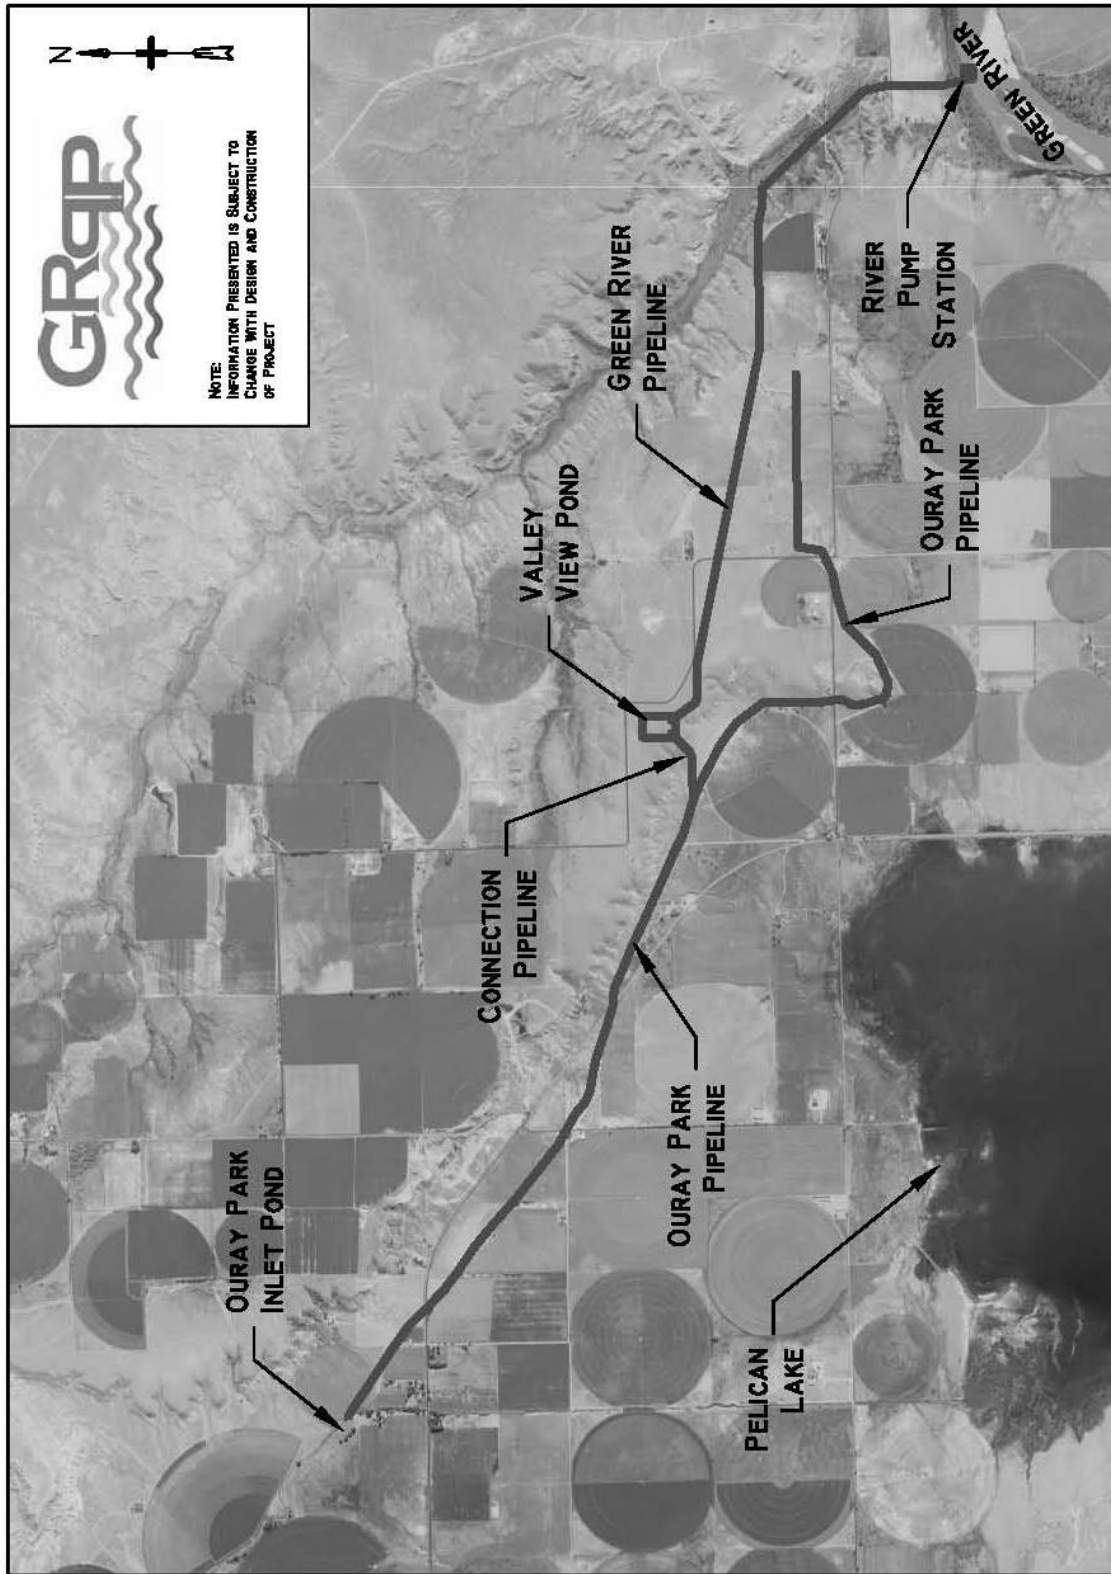 N
GRPP
NOTE:
INFORMATION PRESENTED IS SUBJECT TO
CHANGE WITH DESIGN AND CONSTRUCTION
OF PROJECT
OURAY PARK
INLET POND
CONNECTION
PIPELINE
VALLEY
VIEW POND
GREEN RIVER
PIPELINE
OURAY PARK
PIPELINE
PELICAN
LAKE
OURAY PARK
PIPELINE
RIVER
PUMP
STATION
GREEN RIVER